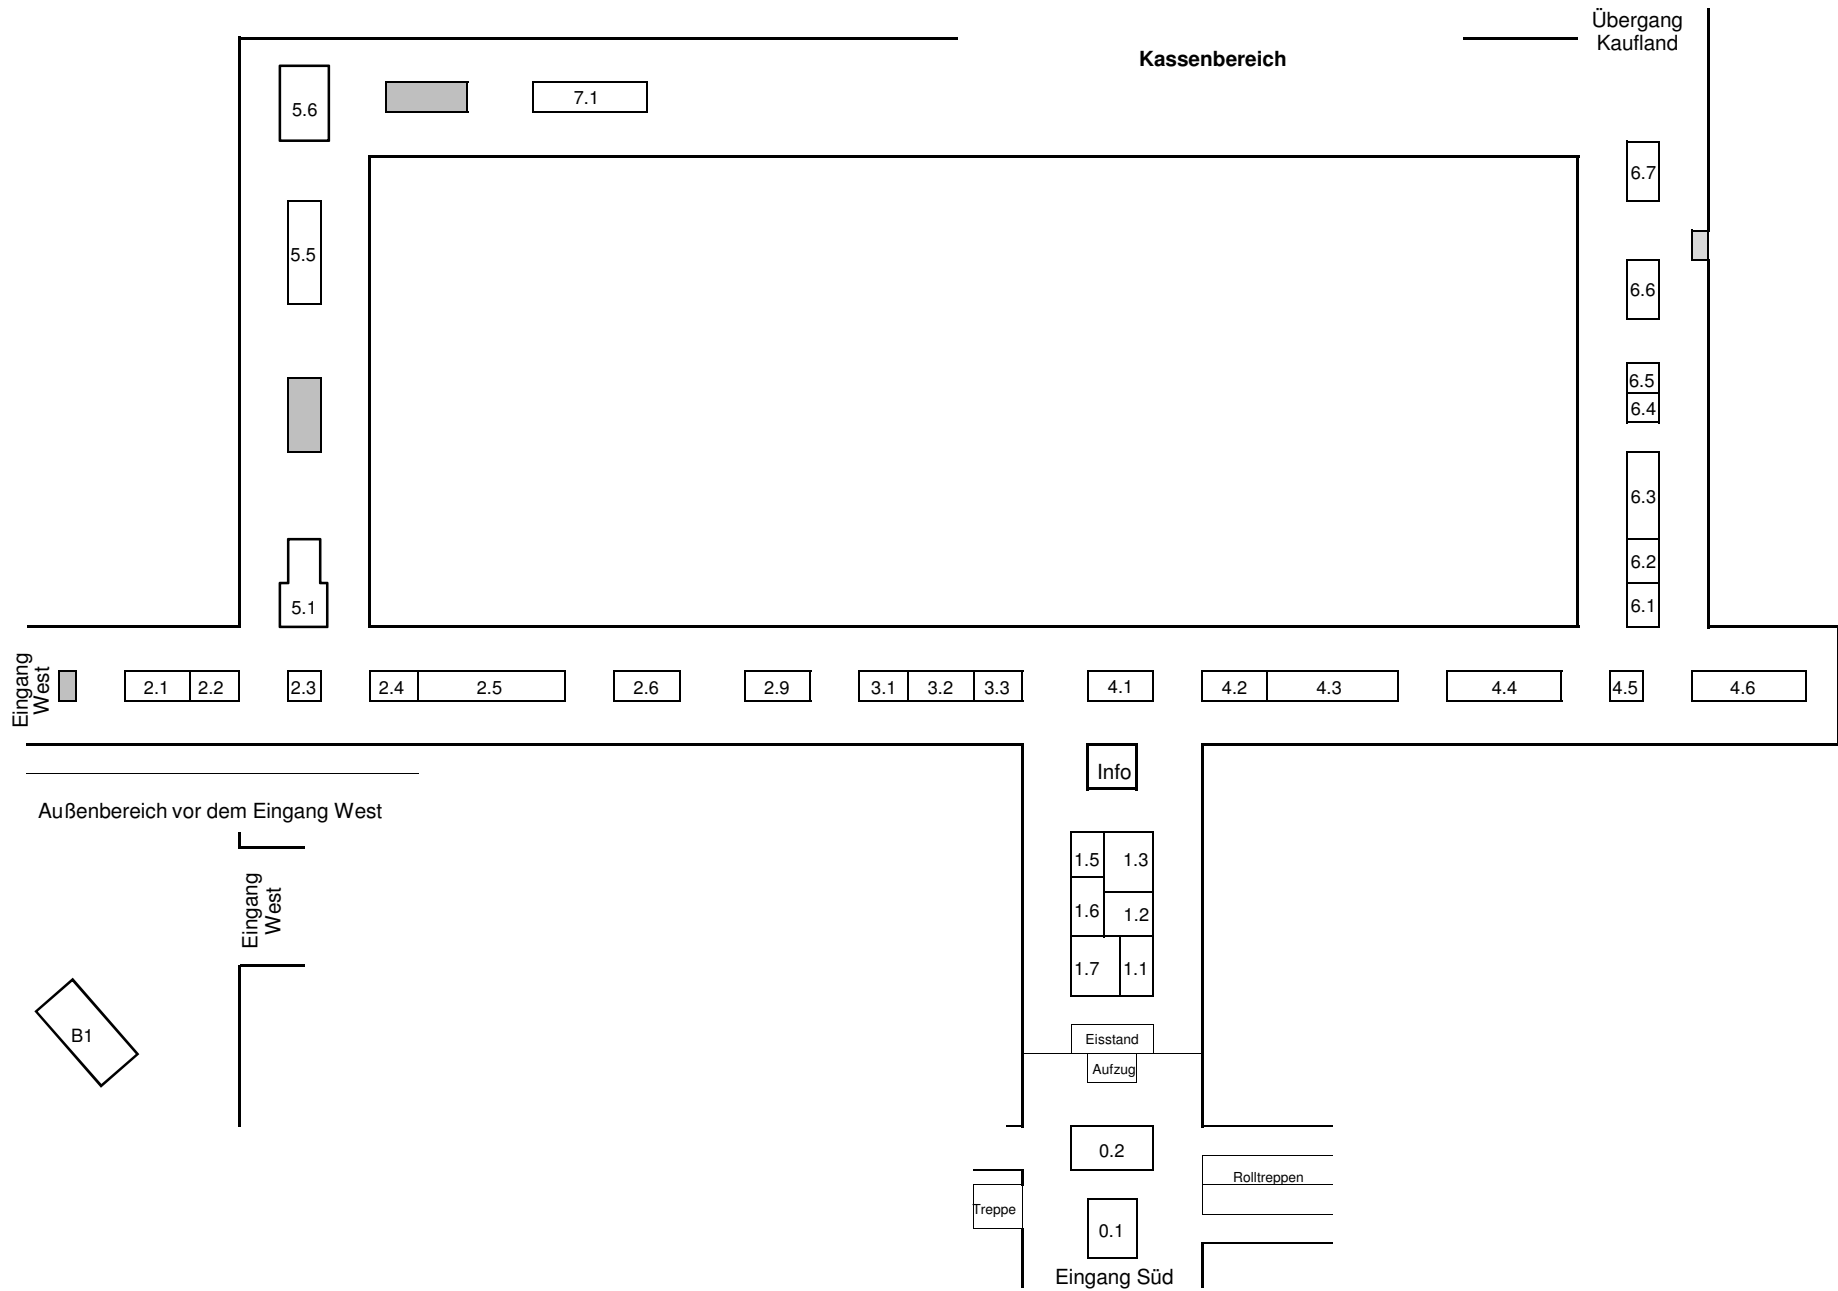 Übergang
Kaufland
Kassenbereich
5.6
7.1
6.7
5.5
6.6
6.5
6.4
6.3
6.2
5.1
6.1
Eingang
West
2.1
2.2
2.3
2.4
2.5
2.6
2.9
3.1
3.2
3.3
4.1
4.2
4.3
4.4
4.5
4.6
Info
Außenbereich vor dem Eingang West
1.5
1.3
Eingang
West
1.6
1.2
1.7
1.1
B1
Eisstand
Aufzug
0.2
Rolltreppen
Treppe
0.1
Eingang Süd